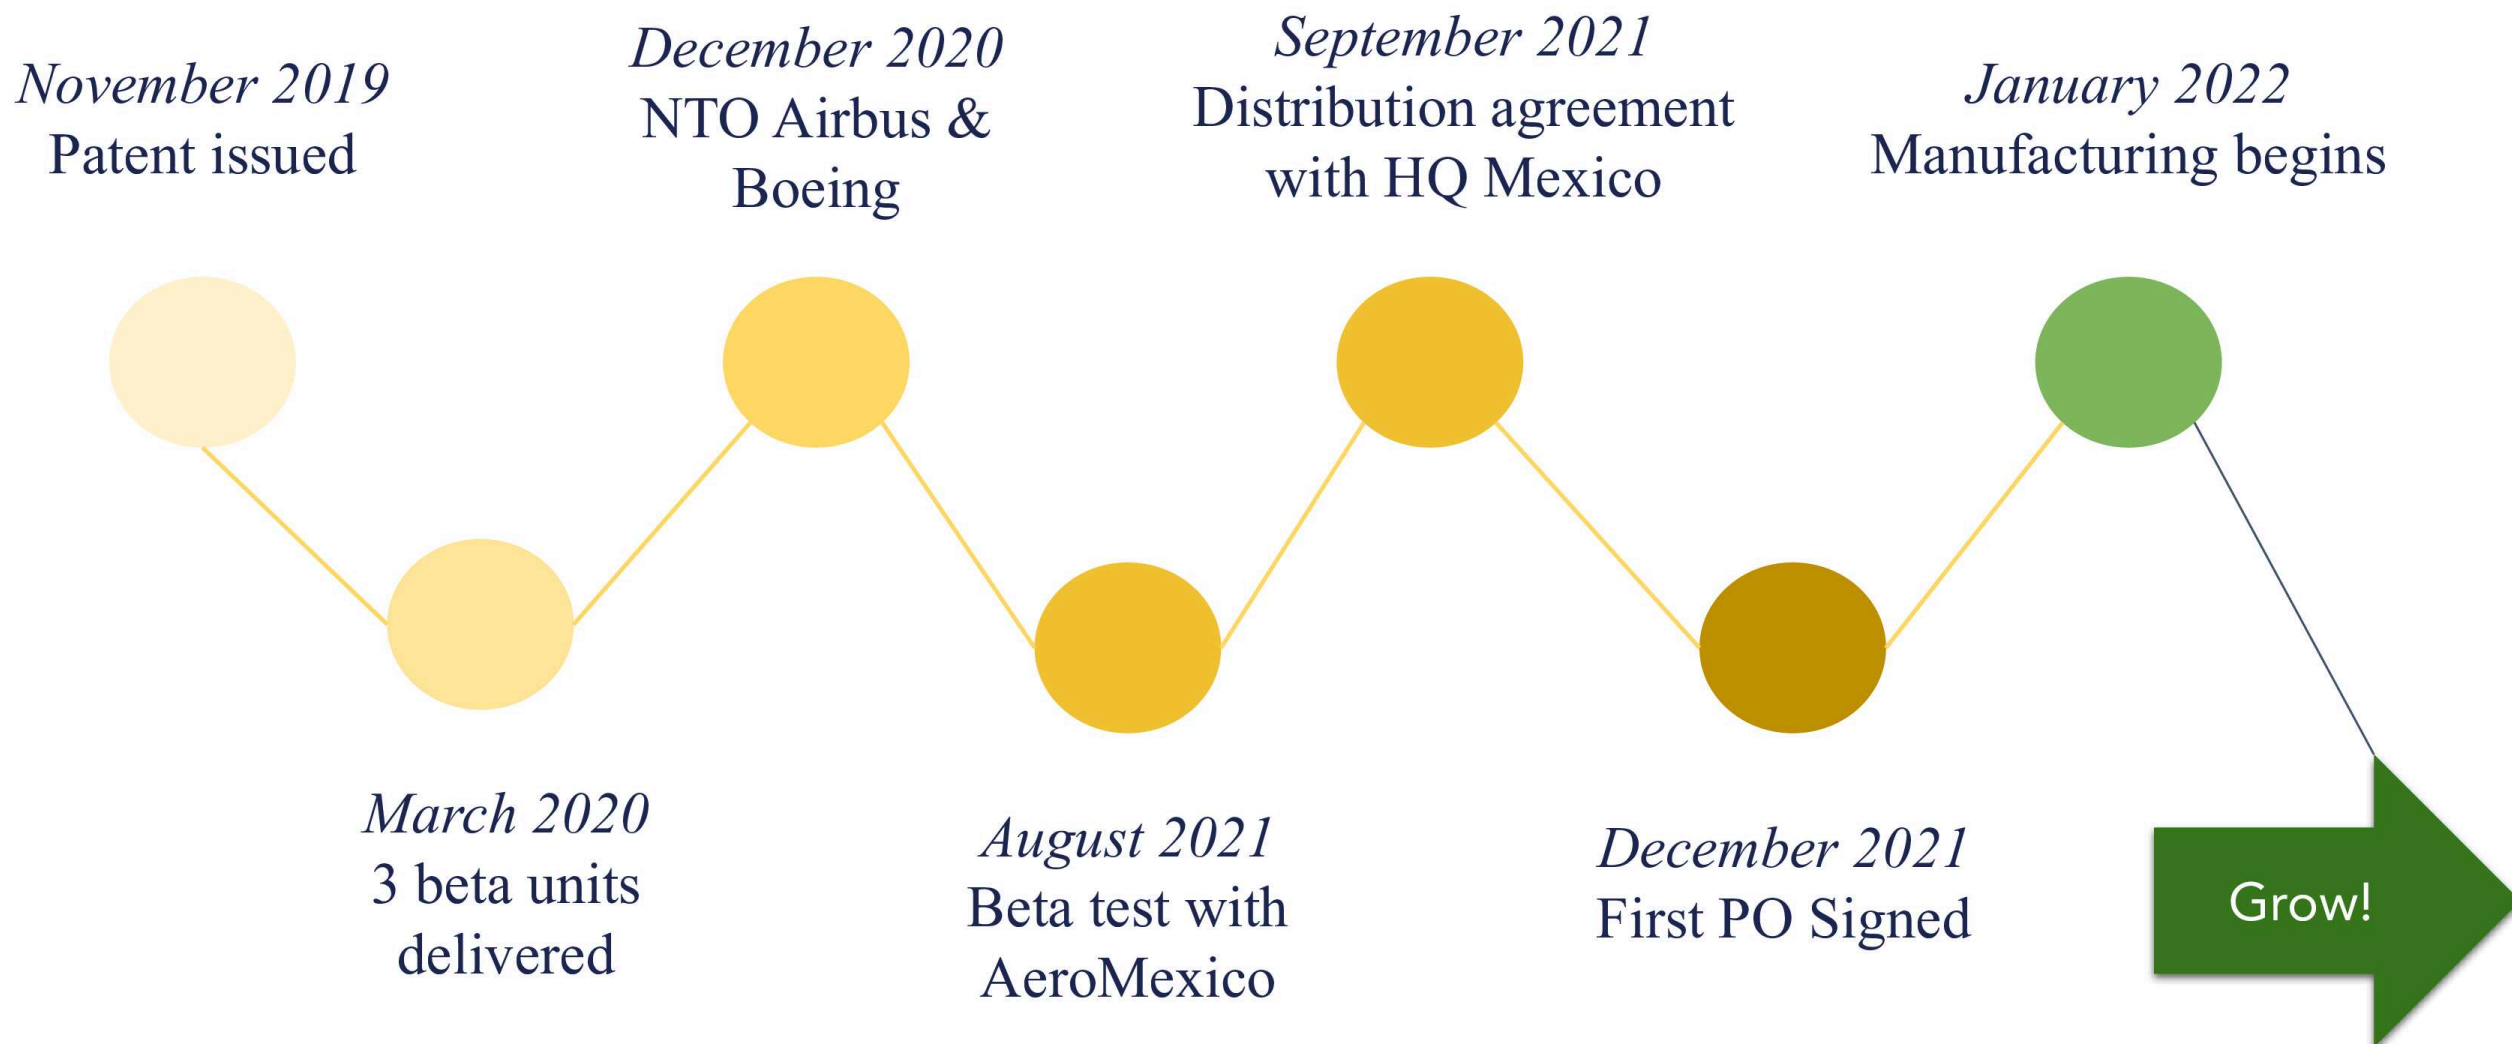 November 2019
Patent issued
March 2020
3 beta units
delivered
December 2020
NTO Airbus &
Boeing
August 2021
Beta test with
AeroMexico
September 2021
Distribution agreement
with HQ Mexico
December 2021
First PO Signed
January 2022
Manufacturing begins
Grow!